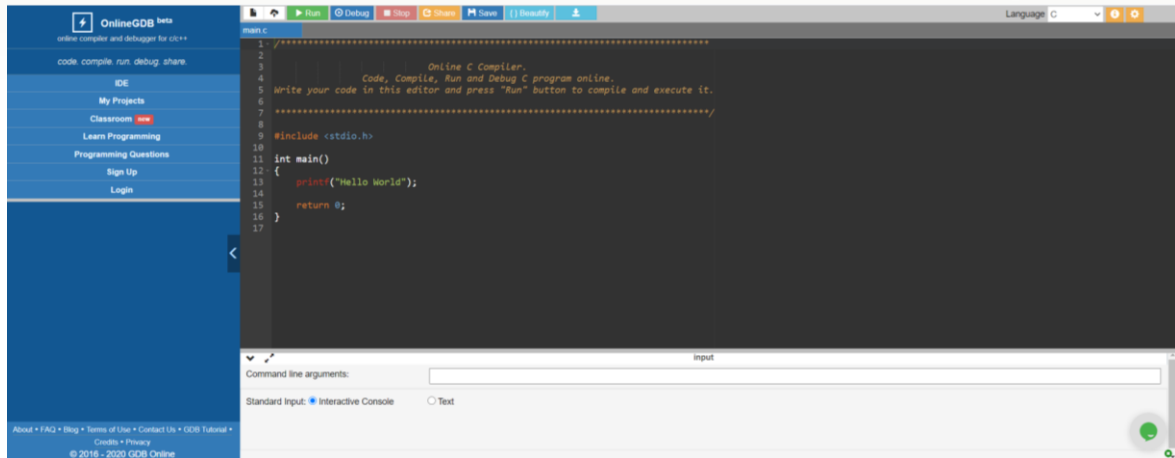 OnlineGDB beta
online compiler and debugger for c/c++
code. compile. run. debug. share.
IDE
My Projects
Classroom new
Learn Programming
Programming Questions
Sign Up
Login
About • FAQ • Blog • Terms of Use • Contact Us • GDB Tutorial •
Credits • Privacy
© 2016 - 2020 GDB Online
Run Debug Stop Share Save { } Beautify
Language C
main.c
1 /******************************************************************************
2
3 Online C Compiler.
4 Code, Compile, Run and Debug C program online.
5 Write your code in this editor and press "Run" button to compile and execute it.
6
7 *******************************************************************************/
8
9 #include <stdio.h>
10
11 int main()
12 {
13 printf("Hello World");
14
15 return 0;
16 }
17
input
Command line arguments:
Standard Input: Interactive Console Text